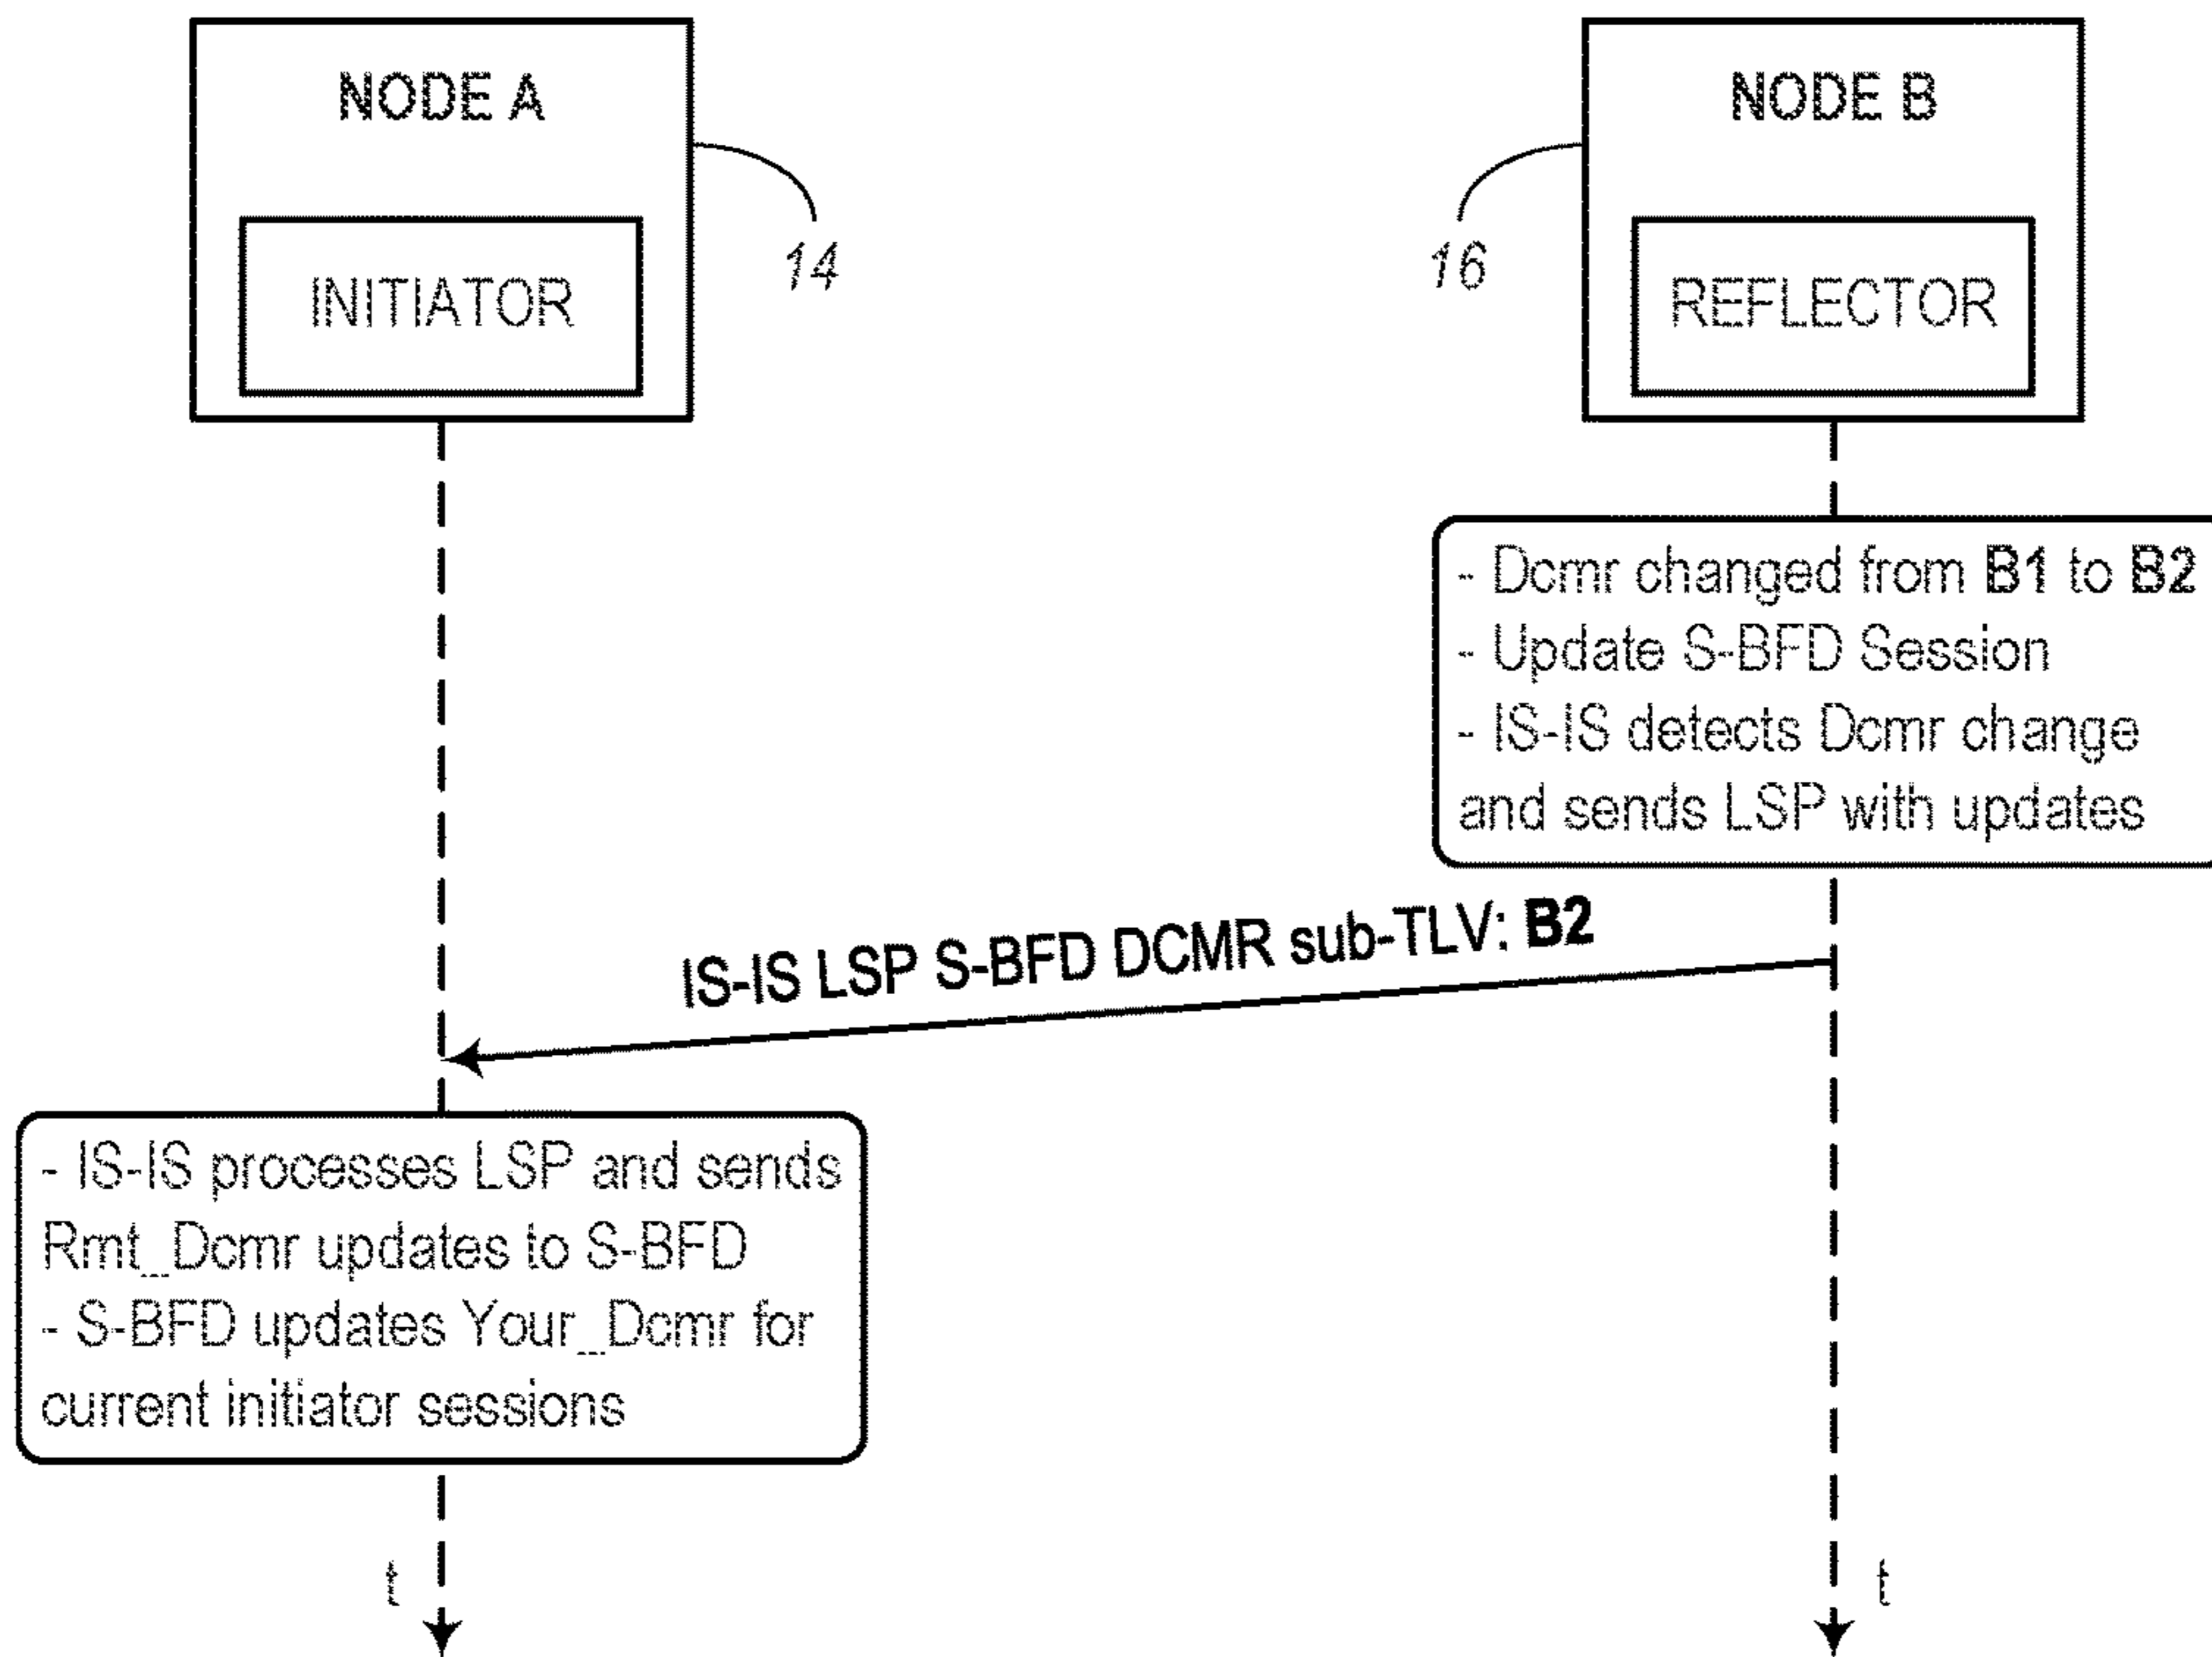 NODE A
INITIATOR
14
NODE B
REFLECTOR
16
- Dcmr changed from B1 to B2
- Update S-BFD Session
- IS-IS detects Dcmr change
and sends LSP with updates
IS-IS LSP S-BFD DCMR sub-TLV: B2
- IS-IS processes LSP and sends
Rmt_Dcmr updates to S-BFD
- S-BFD updates Your_Dcmr for
current initiator sessions
t
t